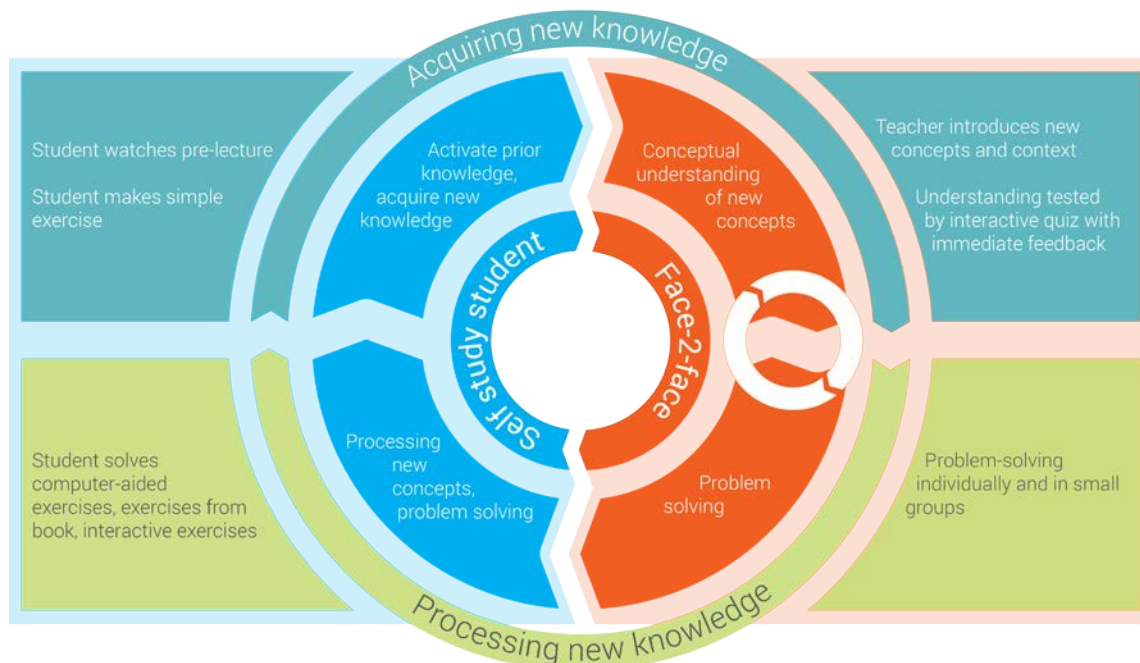 Acquiring new knowledge
Student watches pre-lecture
Student makes simple
exercise
Activate prior
knowledge,
acquire new
knowledge
Conceptual
understanding
of new
concepts
Teacher introduces new
concepts and context
Understanding tested
by interactive quiz with
immediate feedback
Self study student
Face-2-face
Student solves
computer-aided
exercises, exercises from
book, interactive exercises
Processing
new
concepts,
problem solving
Problem
solving
Problem-solving
individually and in small
groups
Processing new knowledge